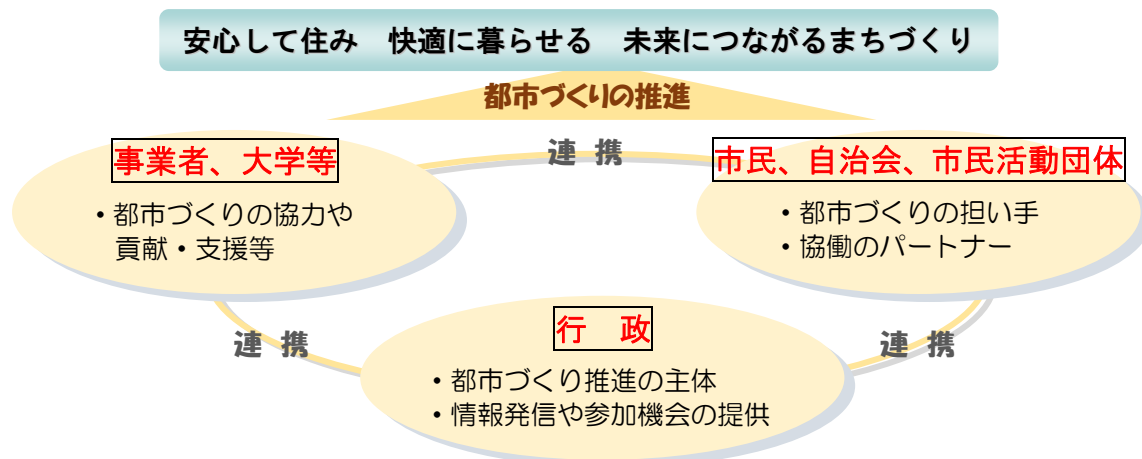 安心して住み　快適に暮らせる　未来につながるまちづくり
都市づくりの推進
連 携
事業者、大学等
・都市づくりの協力や
貢献・支援等
市民、自治会、市民活動団体
・都市づくりの担い手
・協働のパートナー
連 携
行　政
・都市づくり推進の主体
・情報発信や参加機会の提供
連 携